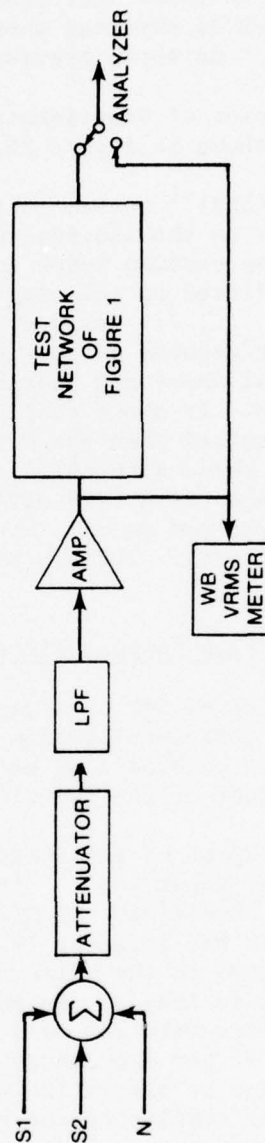 S1
S2
N
Σ
ATTENUATOR
LPF
AMP.
TEST
NETWORK
OF
FIGURE 1
WB
VRMS
METER
ANALYZER